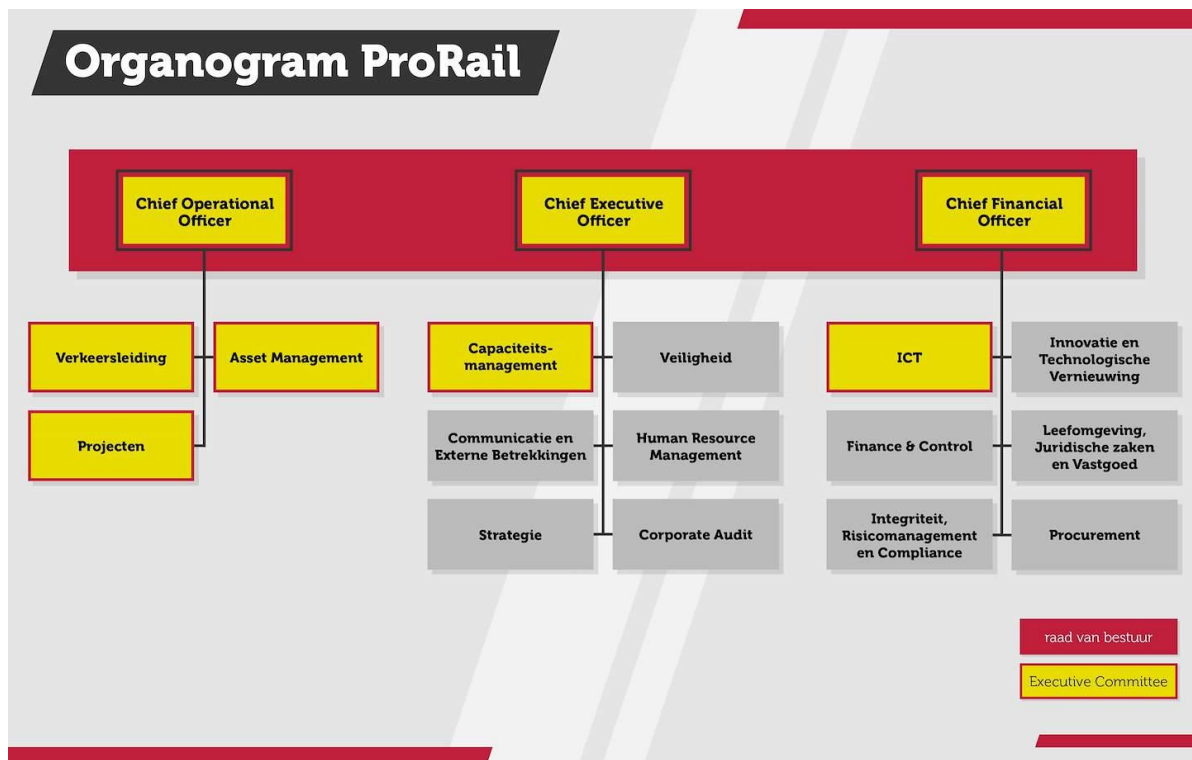 Organogram ProRail
Chief Operational
Officer
Chief Executive
Officer
Chief Financial
Officer
Verkeersleiding
Asset Management
Projecten
Capaciteits-
management
Veiligheid
Communicatie en
Externe Betrekkingen
Human Resource
Management
Strategie
Corporate Audit
ICT
Innovatie en
Technologische
Vernieuwing
Finance & Control
Leefomgeving,
Juridische zaken
en Vastgoed
Integriteit,
Risicomanagement
en Compliance
Procurement
raad van bestuur
Executive Committee